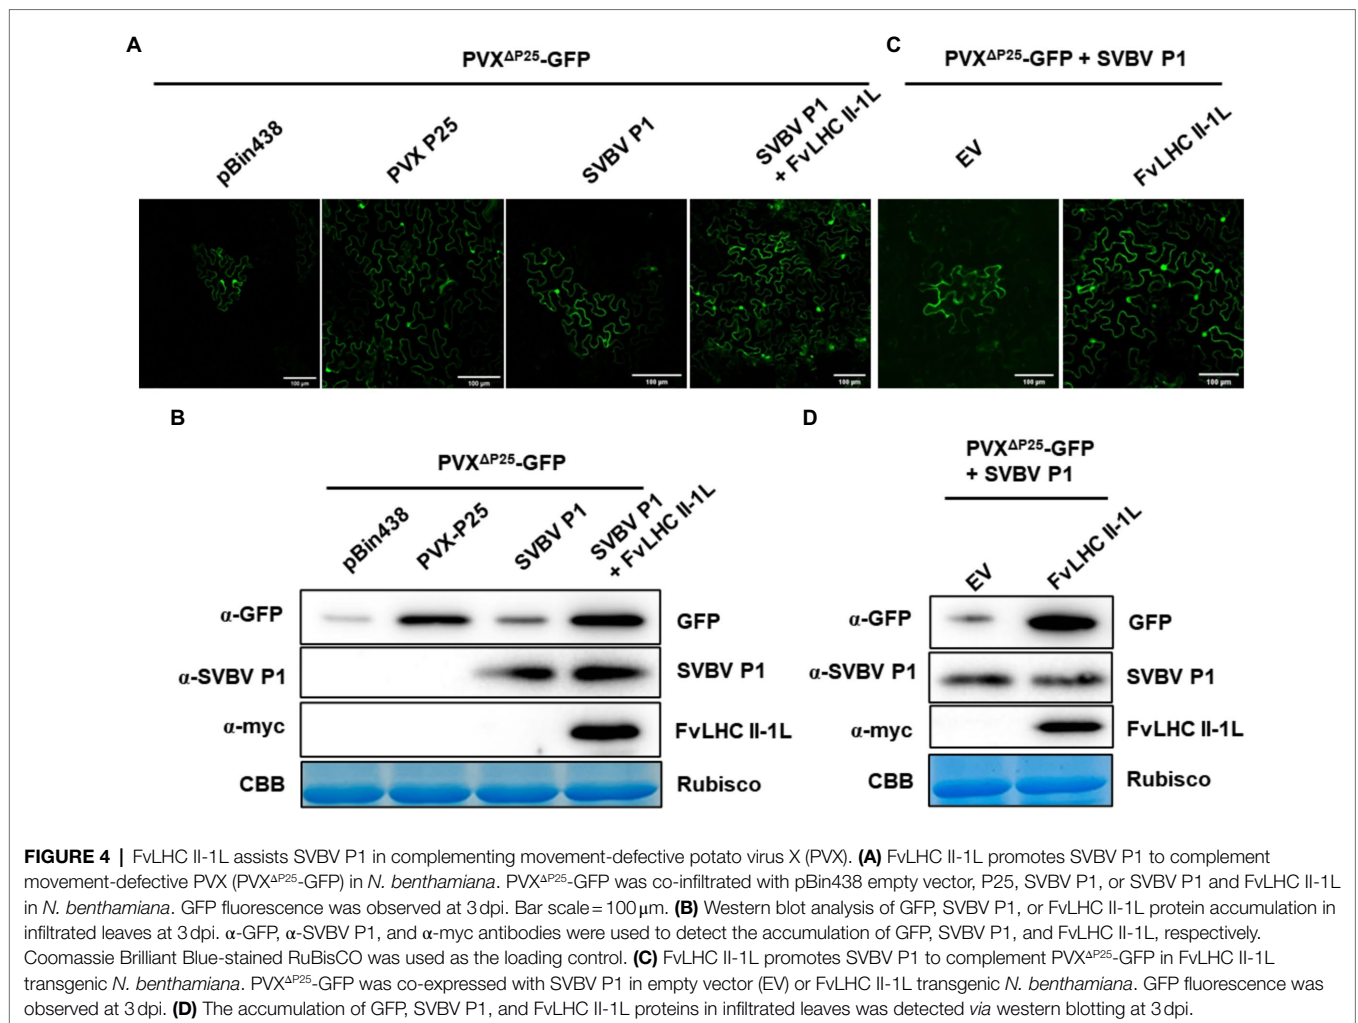 A
PVXΔP25-GFP
C
PVXΔP25-GFP + SVBV P1
pBin438
PVX P25
SVBV P1
SVBV P1
+ FvLHC II-1L
EV
FvLHC II-1L
100 µm
100 µm
100 µm
100 µm
100 µm
100 µm
B
PVXΔP25-GFP
pBin438
PVX-P25
SVBV P1
SVBV P1
+ FvLHC II-1L
α-GFP
GFP
α-SVBV P1
SVBV P1
α-myc
FvLHC II-1L
CBB
Rubisco
D
PVXΔP25-GFP
+ SVBV P1
EV
FvLHC II-1L
α-GFP
GFP
α-SVBV P1
SVBV P1
α-myc
FvLHC II-1L
CBB
Rubisco
FIGURE 4 | FvLHC II-1L assists SVBV P1 in complementing movement-defective potato virus X (PVX). (A) FvLHC II-1L promotes SVBV P1 to complement
movement-defective PVX (PVXΔP25-GFP) in N. benthamiana. PVXΔP25-GFP was co-infiltrated with pBin438 empty vector, P25, SVBV P1, or SVBV P1 and FvLHC II-1L
in N. benthamiana. GFP fluorescence was observed at 3 dpi. Bar scale = 100 μm. (B) Western blot analysis of GFP, SVBV P1, or FvLHC II-1L protein accumulation in
infiltrated leaves at 3 dpi. α-GFP, α-SVBV P1, and α-myc antibodies were used to detect the accumulation of GFP, SVBV P1, and FvLHC II-1L, respectively.
Coomassie Brilliant Blue-stained RuBisCO was used as the loading control. (C) FvLHC II-1L promotes SVBV P1 to complement PVXΔP25-GFP in FvLHC II-1L
transgenic N. benthamiana. PVXΔP25-GFP was co-expressed with SVBV P1 in empty vector (EV) or FvLHC II-1L transgenic N. benthamiana. GFP fluorescence was
observed at 3 dpi. (D) The accumulation of GFP, SVBV P1, and FvLHC II-1L proteins in infiltrated leaves was detected via western blotting at 3 dpi.